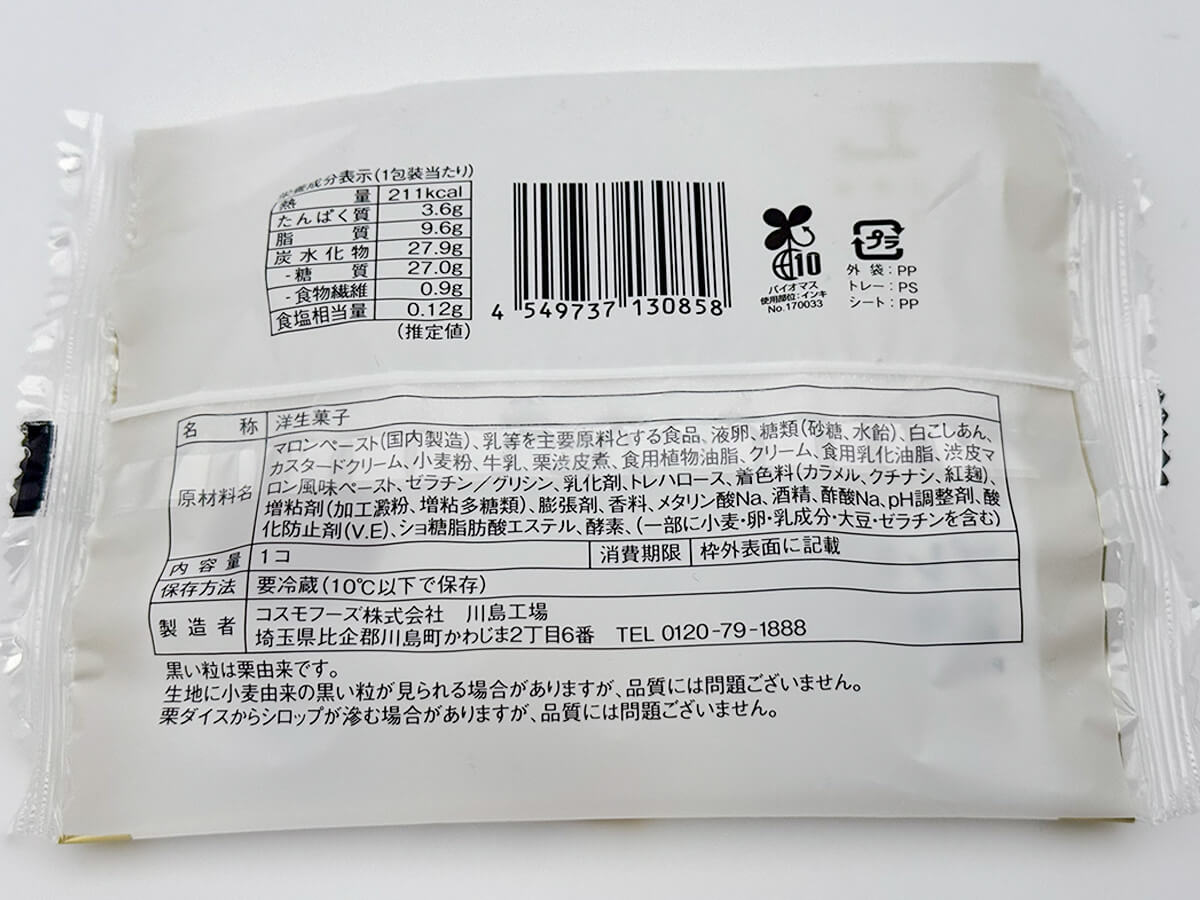 栄養成分表示(1包装当たり)
熱量 211kcal
たんぱく質 3.6g
脂質 9.6g
炭水化物 27.9g
-糖質 27.0g
-食物繊維 0.9g
食塩相当量 0.12g
(推定値)
4 549737 130858
10
バイオマス
使用部位:インキ
No.170033
プラ
外袋:PP
トレー:PS
シート:PP
名称 洋生菓子
原材料名 マロンペースト(国内製造)、乳等を主要原料とする食品、液卵、糖類(砂糖、水飴)、白こしあん、
カスタードクリーム、小麦粉、牛乳、栗渋皮煮、食用植物油脂、クリーム、食用乳化油脂、渋皮マ
ロン風味ペースト、ゼラチン/グリシン、乳化剤、トレハロース、着色料(カラメル、クチナシ、紅麹)、
増粘剤(加工澱粉、増粘多糖類)、膨張剤、香料、メタリン酸Na、酒精、酢酸Na、pH調整剤、酸
化防止剤(V.E)、ショ糖脂肪酸エステル、酵素、(一部に小麦・卵・乳成分・大豆・ゼラチンを含む)
内容量 1コ 消費期限 枠外表面に記載
保存方法 要冷蔵(10℃以下で保存)
製造者 コスモフーズ株式会社 川島工場
埼玉県比企郡川島町かわじま2丁目6番 TEL 0120-79-1888
黒い粒は栗由来です。
生地に小麦由来の黒い粒が見られる場合がありますが、品質には問題ございません。
栗ダイスからシロップが滲む場合がありますが、品質には問題ございません。